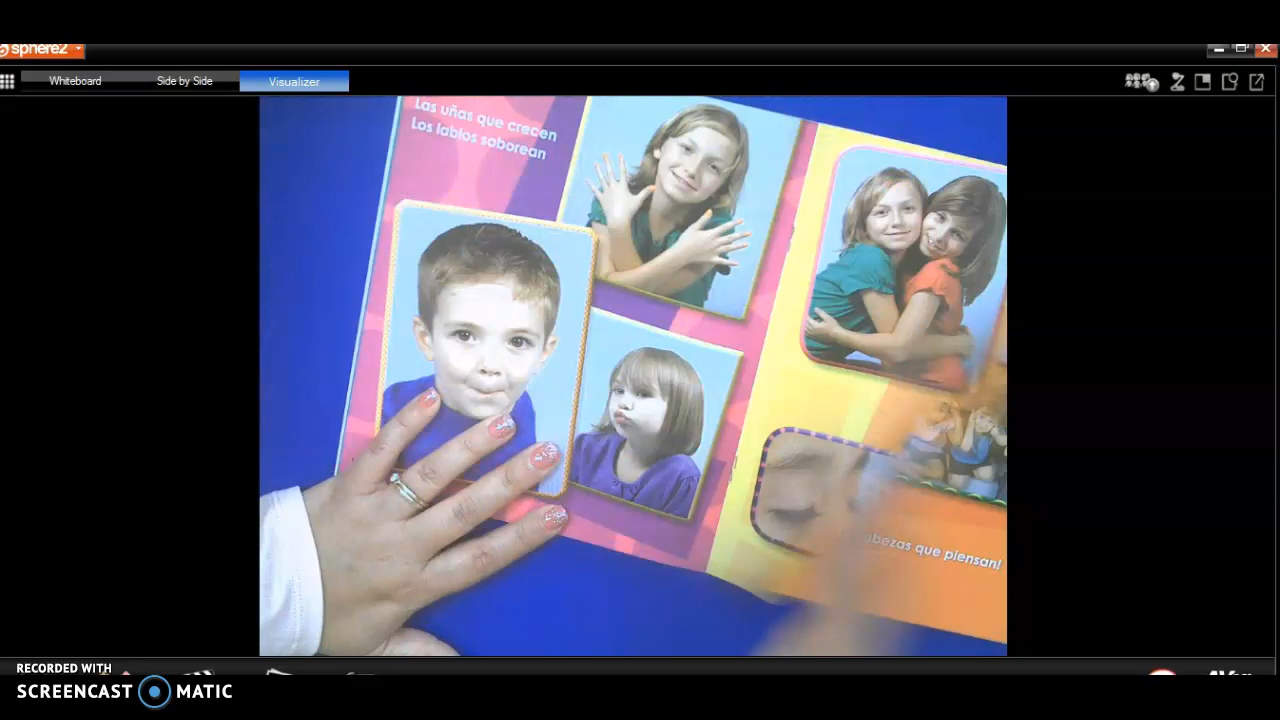 sphere2
Whiteboard
Side by Side
Visualizer
Las uñas que crecen
Los labios saborean
que piensan!
RECORDED WITH
SCREENCAST MATIC